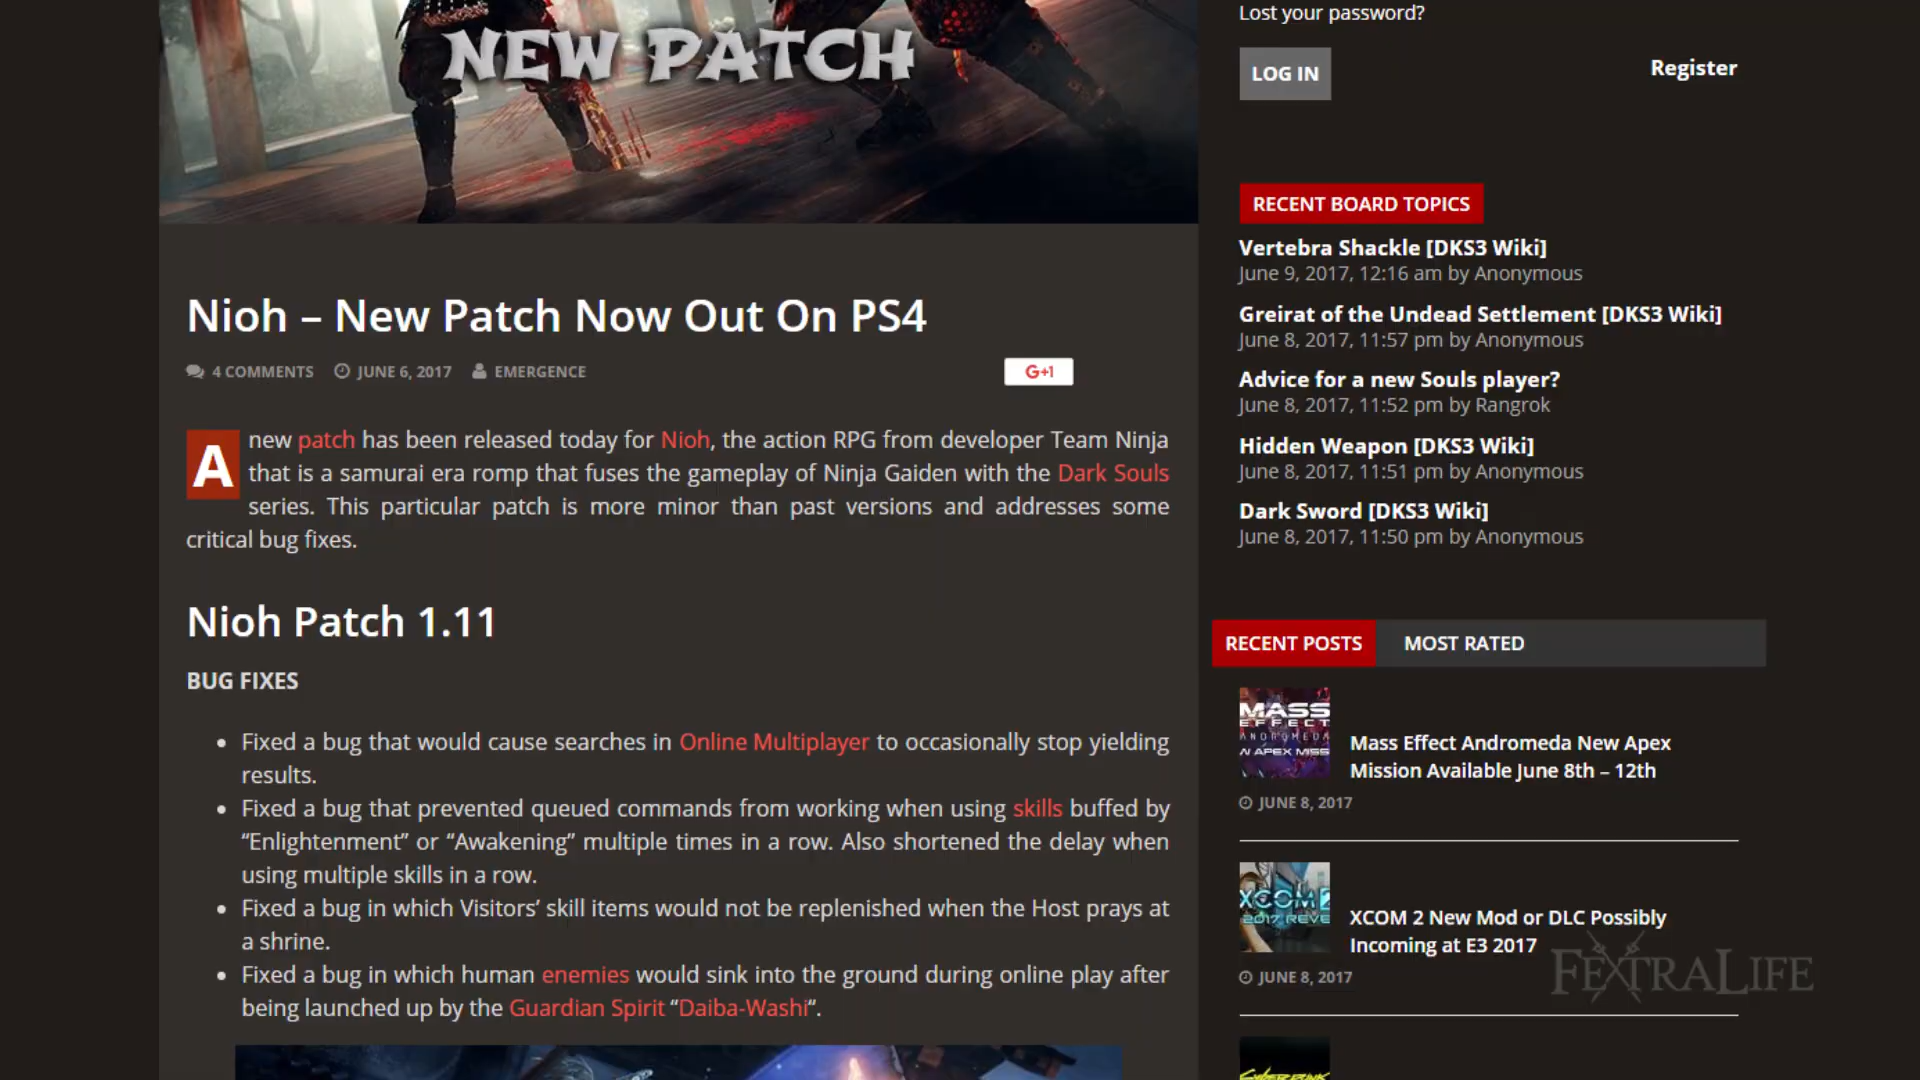 NEW PATCH
Nioh – New Patch Now Out On PS4
4 COMMENTS JUNE 6, 2017 EMERGENCE
G+1
A new patch has been released today for Nioh, the action RPG from developer Team Ninja
that is a samurai era romp that fuses the gameplay of Ninja Gaiden with the Dark Souls
series. This particular patch is more minor than past versions and addresses some
critical bug fixes.
Nioh Patch 1.11
BUG FIXES
• Fixed a bug that would cause searches in Online Multiplayer to occasionally stop yielding
results.
• Fixed a bug that prevented queued commands from working when using skills buffed by
“Enlightenment” or “Awakening” multiple times in a row. Also shortened the delay when
using multiple skills in a row.
• Fixed a bug in which Visitors’ skill items would not be replenished when the Host prays at
a shrine.
• Fixed a bug in which human enemies would sink into the ground during online play after
being launched up by the Guardian Spirit “Daiba-Washi“.
Lost your password?
LOG IN
Register
RECENT BOARD TOPICS
Vertebra Shackle [DKS3 Wiki]
June 9, 2017, 12:16 am by Anonymous
Greirat of the Undead Settlement [DKS3 Wiki]
June 8, 2017, 11:57 pm by Anonymous
Advice for a new Souls player?
June 8, 2017, 11:52 pm by Rangrok
Hidden Weapon [DKS3 Wiki]
June 8, 2017, 11:51 pm by Anonymous
Dark Sword [DKS3 Wiki]
June 8, 2017, 11:50 pm by Anonymous
RECENT POSTS MOST RATED
MASS
EFFECT
ANDROMEDA
W APEX MISS
Mass Effect Andromeda New Apex
Mission Available June 8th – 12th
JUNE 8, 2017
XCOM 2
2017 REVE
XCOM 2 New Mod or DLC Possibly
Incoming at E3 2017
JUNE 8, 2017
FEXTRALIFE